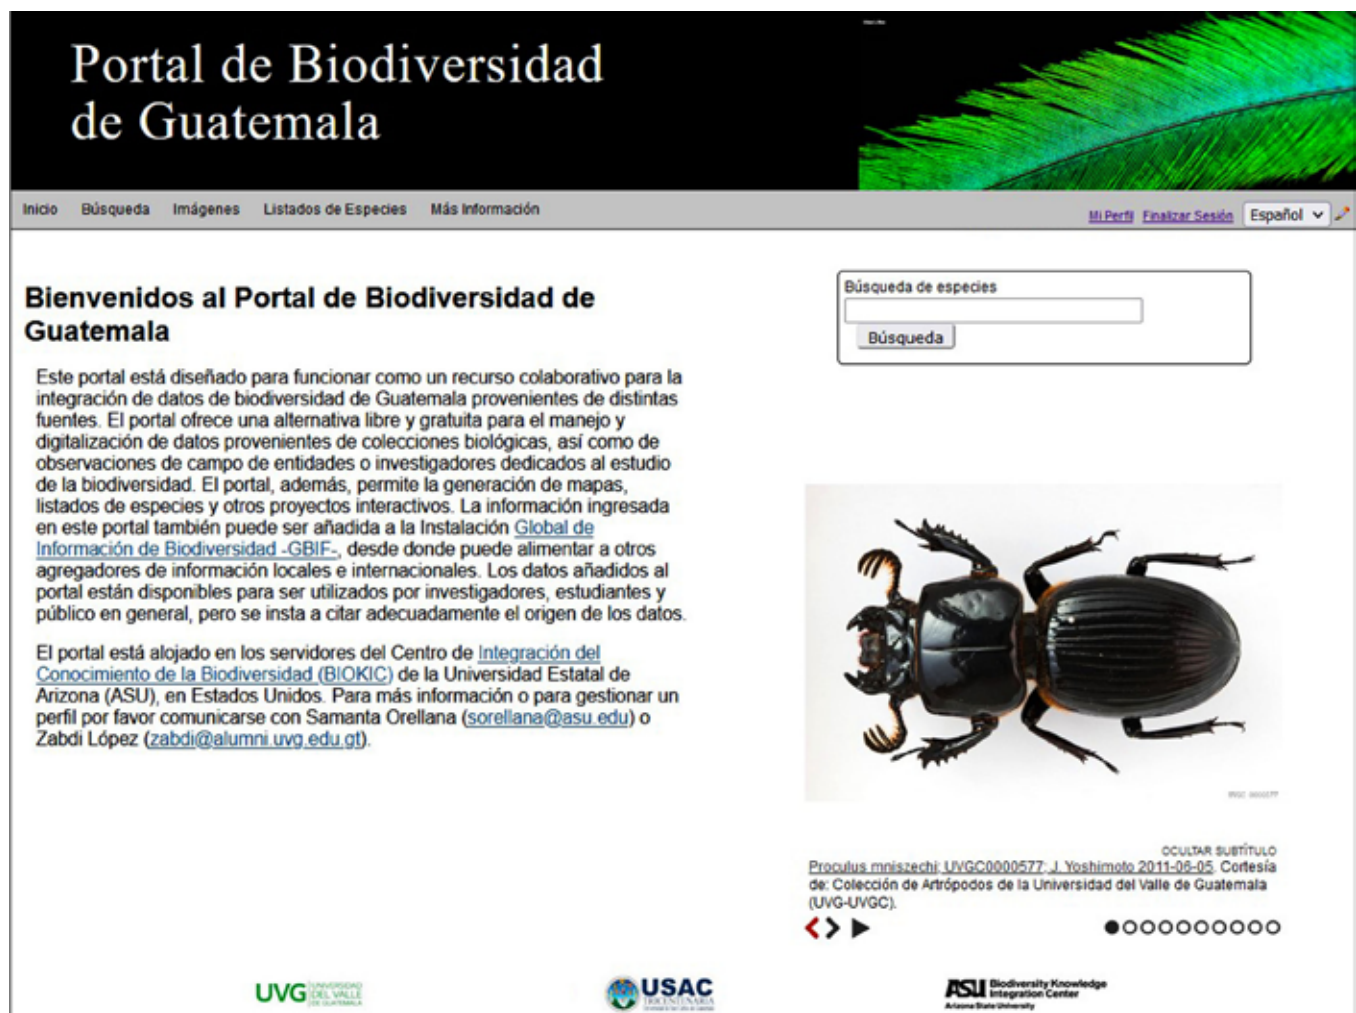 Portal de Biodiversidad
de Guatemala
Inicio Búsqueda Imágenes Listados de Especies Más Información
Mi Perfil Finalizar Sesión Español
Bienvenidos al Portal de Biodiversidad de
Guatemala
Este portal está diseñado para funcionar como un recurso colaborativo para la
integración de datos de biodiversidad de Guatemala provenientes de distintas
fuentes. El portal ofrece una alternativa libre y gratuita para el manejo y
digitalización de datos provenientes de colecciones biológicas, así como de
observaciones de campo de entidades o investigadores dedicados al estudio
de la biodiversidad. El portal, además, permite la generación de mapas,
listados de especies y otros proyectos interactivos. La información ingresada
en este portal también puede ser añadida a la Instalación Global de
Información de Biodiversidad -GBIF-, desde donde puede alimentar a otros
agregadores de información locales e internacionales. Los datos añadidos al
portal están disponibles para ser utilizados por investigadores, estudiantes y
público en general, pero se insta a citar adecuadamente el origen de los datos.
El portal está alojado en los servidores del Centro de Integración del
Conocimiento de la Biodiversidad (BIOKIC) de la Universidad Estatal de
Arizona (ASU), en Estados Unidos. Para más información o para gestionar un
perfil por favor comunicarse con Samanta Orellana (sorellana@asu.edu) o
Zabdi López (zabdi@alumni.uvg.edu.gt).
Búsqueda de especies
Búsqueda
UVGC 0000577
OCULTAR SUBTÍTULO
Proculus mniszechi; UVGC0000577; J. Yoshimoto 2011-06-05. Cortesía
de: Colección de Artrópodos de la Universidad del Valle de Guatemala
(UVG-UVGC).
UVG UNIVERSIDAD
DEL VALLE
DE GUATEMALA
USAC
TRICENTENARIA
ASU Biodiversity Knowledge
Integration Center
Arizona State University